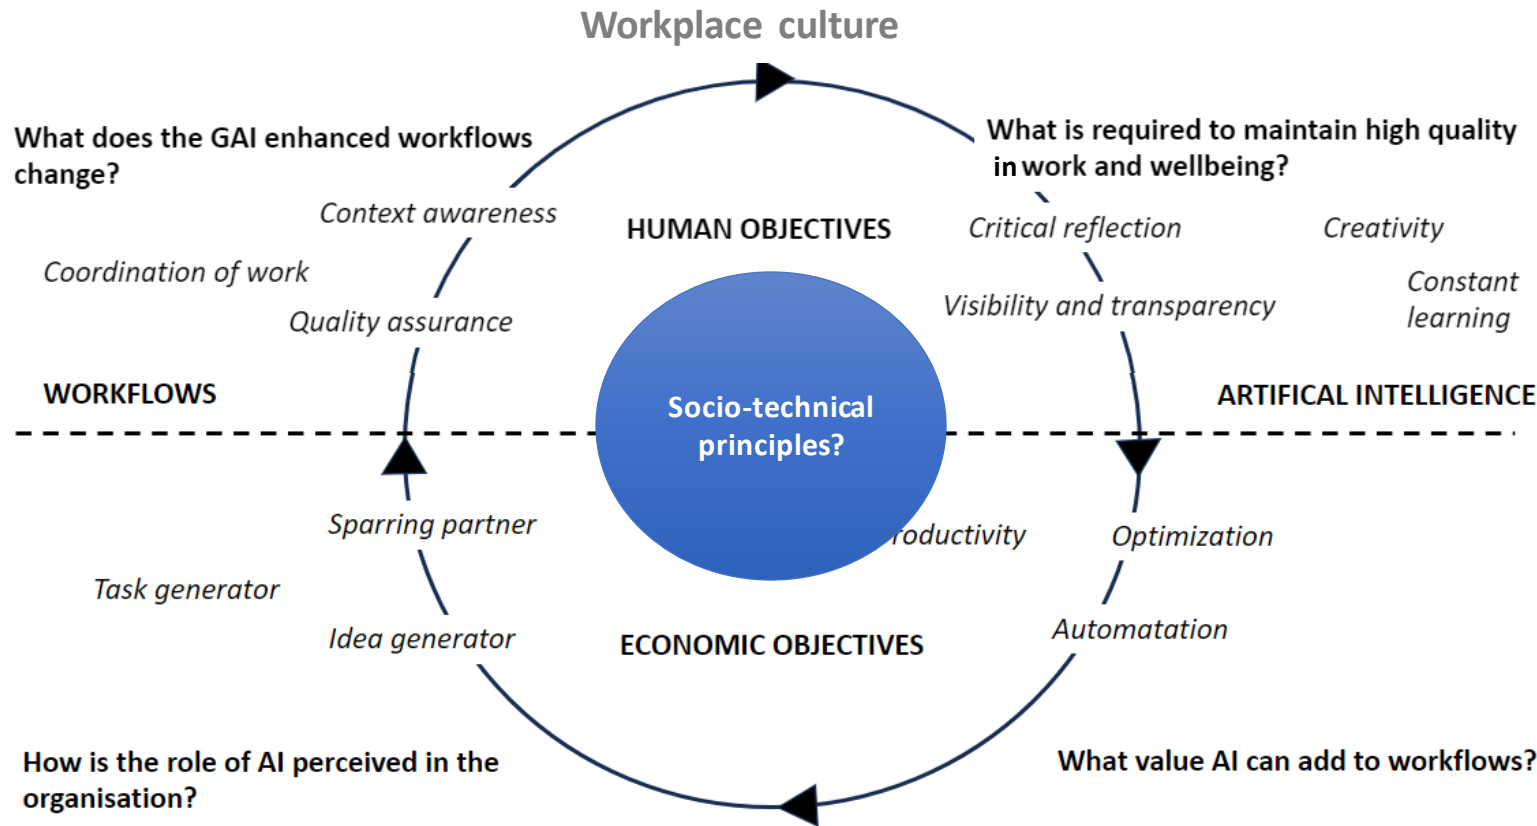 Workplace culture
What does the GAI enhanced workflows
change?
What is required to maintain high quality
in work and wellbeing?
Context awareness
HUMAN OBJECTIVES
Critical reflection
Creativity
Coordination of work
Constant
learning
Quality assurance
Visibility and transparency
WORKFLOWS
ARTIFICAL INTELLIGENCE
Socio-technical
principles?
Sparring partner
roductivity
Optimization
Task generator
Idea generator
ECONOMIC OBJECTIVES
Automatation
How is the role of AI perceived in the
organisation?
What value AI can add to workflows?